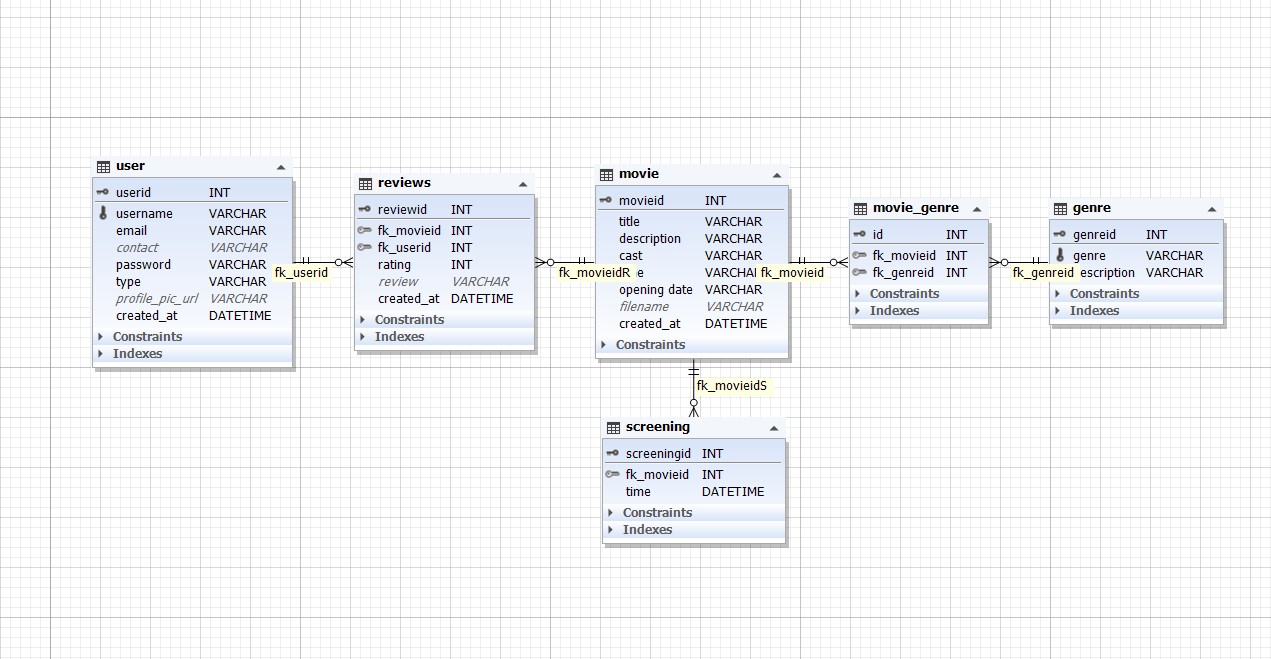 user
userid INT
username VARCHAR
email VARCHAR
contact VARCHAR
password VARCHAR
type VARCHAR
profile_pic_url VARCHAR
created_at DATETIME
Constraints
Indexes
fk_userid
reviews
reviewid INT
fk_movieid INT
fk_userid INT
rating INT
review VARCHAR
created_at DATETIME
Constraints
Indexes
fk_movieidR
movie
movieid INT
title VARCHAR
description VARCHAR
cast VARCHAR
e VARCHAR
opening date VARCHAR
filename VARCHAR
created_at DATETIME
Constraints
fk_movieid
movie_genre
id INT
fk_movieid INT
fk_genreid INT
Constraints
Indexes
fk_genreid
genre
genreid INT
genre VARCHAR
escription VARCHAR
Constraints
Indexes
fk_movieidS
screening
screeningid INT
fk_movieid INT
time DATETIME
Constraints
Indexes